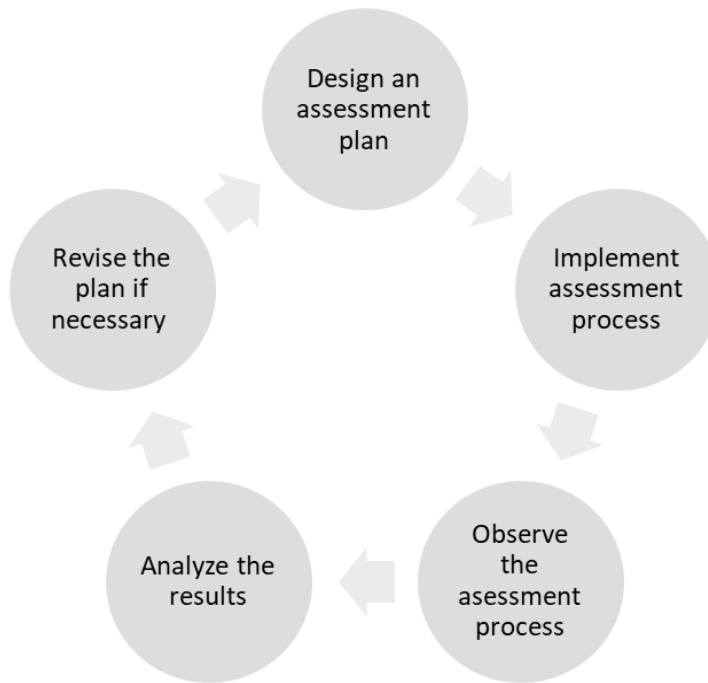 Design an
assessment
plan
Implement
assessment
process
Observe
the
asessment
process
Analyze the
results
Revise the
plan if
necessary